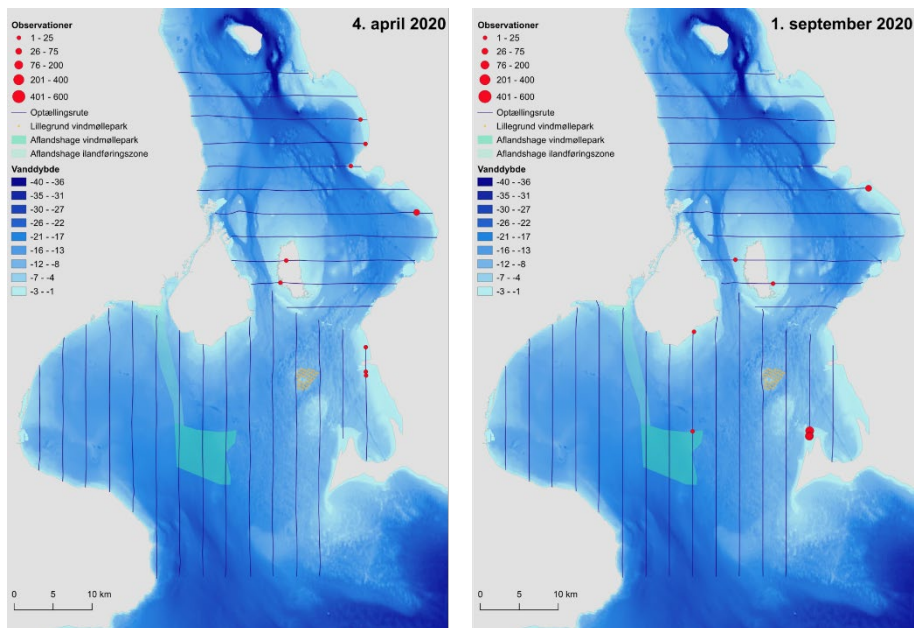 4. april 2020
Observationer
1 - 25
26 - 75
76 - 200
201 - 400
401 - 600
Optællingsrute
Lillegrund vindmøllepark
Aflandshage vindmøllepark
Aflandshage ilandføringszone
Vanddybde
-40 - -36
-35 - -31
-30 - -27
-26 - -22
-21 - -17
-16 - -13
-12 - -8
-7 - -4
-3 - -1
0 5 10 km
1. september 2020
Observationer
1 - 25
26 - 75
76 - 200
201 - 400
401 - 600
Optællingsrute
Lillegrund vindmøllepark
Aflandshage vindmøllepark
Aflandshage ilandføringszone
Vanddybde
-40 - -36
-35 - -31
-30 - -27
-26 - -22
-21 - -17
-16 - -13
-12 - -8
-7 - -4
-3 - -1
0 5 10 km